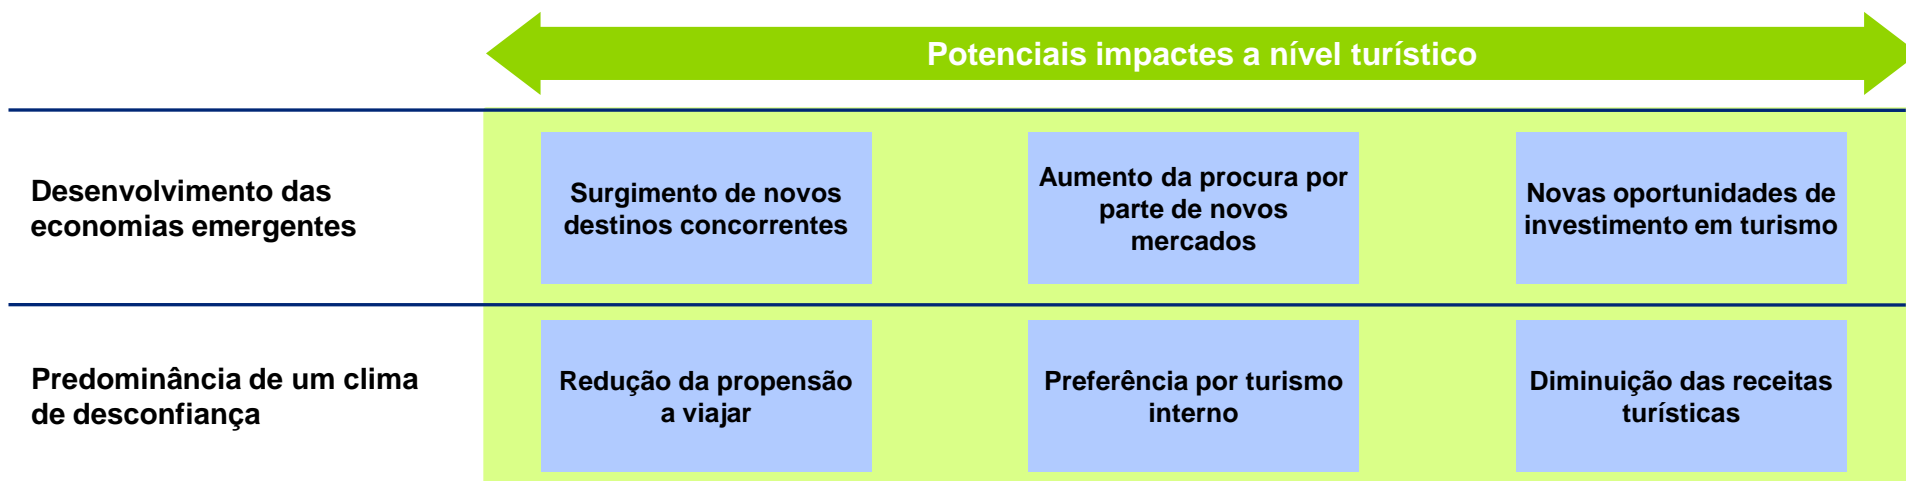 Potenciais impactes a nível turístico
Desenvolvimento das
economias emergentes
Surgimento de novos
destinos concorrentes
Aumento da procura por
parte de novos
mercados
Novas oportunidades de
investimento em turismo
Predominância de um clima
de desconfiança
Redução da propensão
a viajar
Preferência por turismo
interno
Diminuição das receitas
turísticas